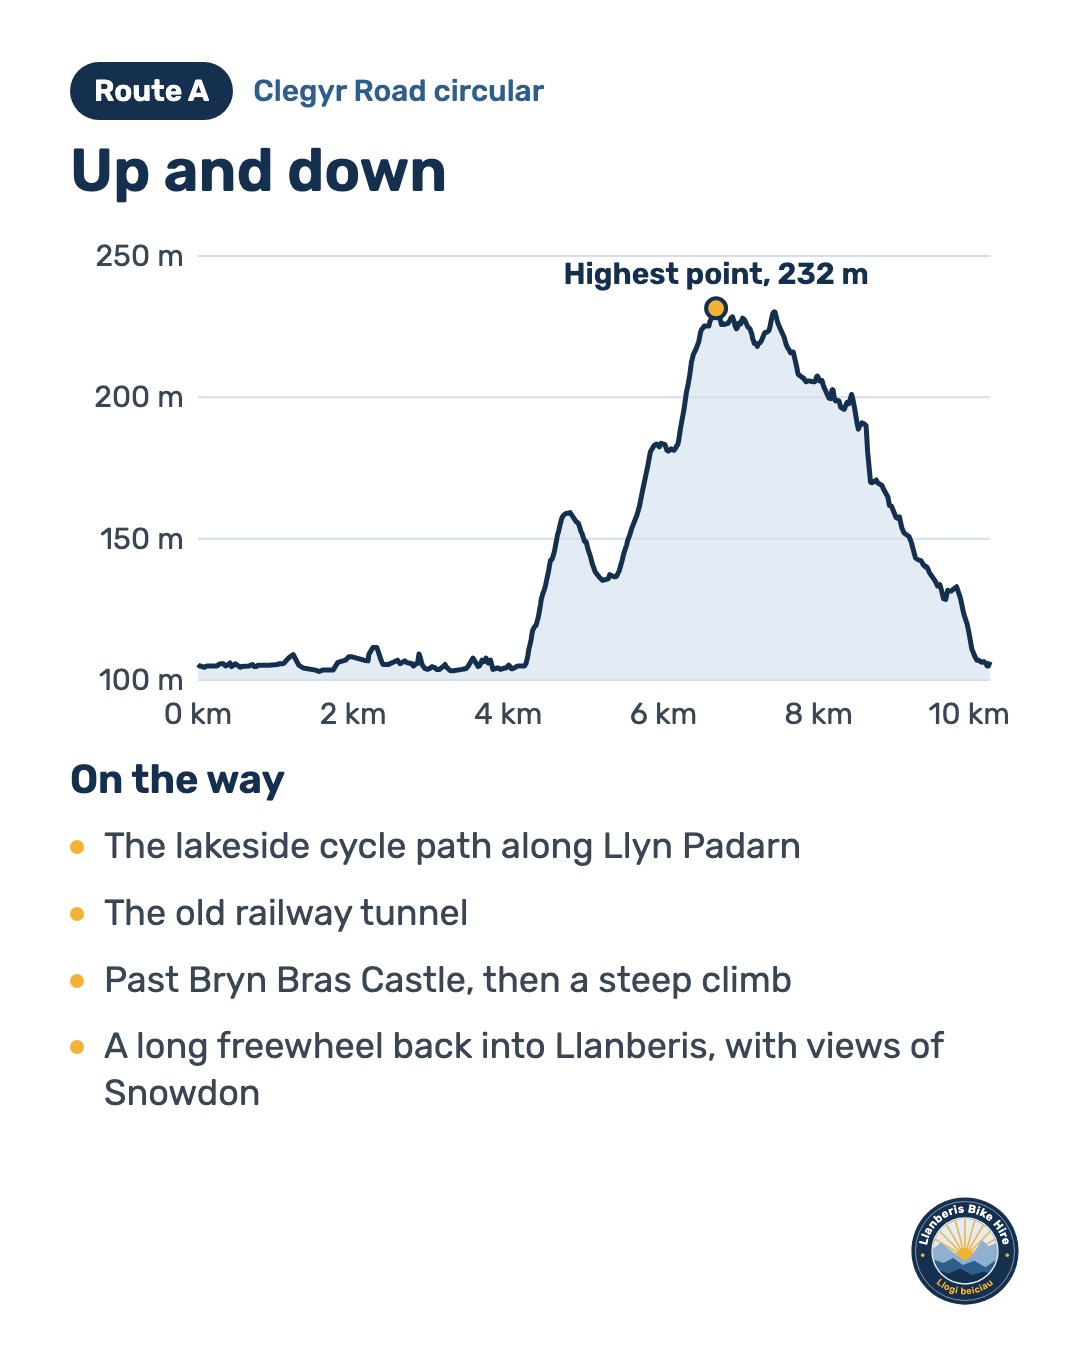 Route A
Clegyr Road circular
Up and down
250 m
Highest point, 232 m
200 m
150 m
100 m
0 km
2 km
4 km
6 km
8 km
10 km
On the way
The lakeside cycle path along Llyn Padarn
The old railway tunnel
Past Bryn Bras Castle, then a steep climb
A long freewheel back into Llanberis, with views of
Snowdon
Llanberis Bike Hire
Llogi beiciau